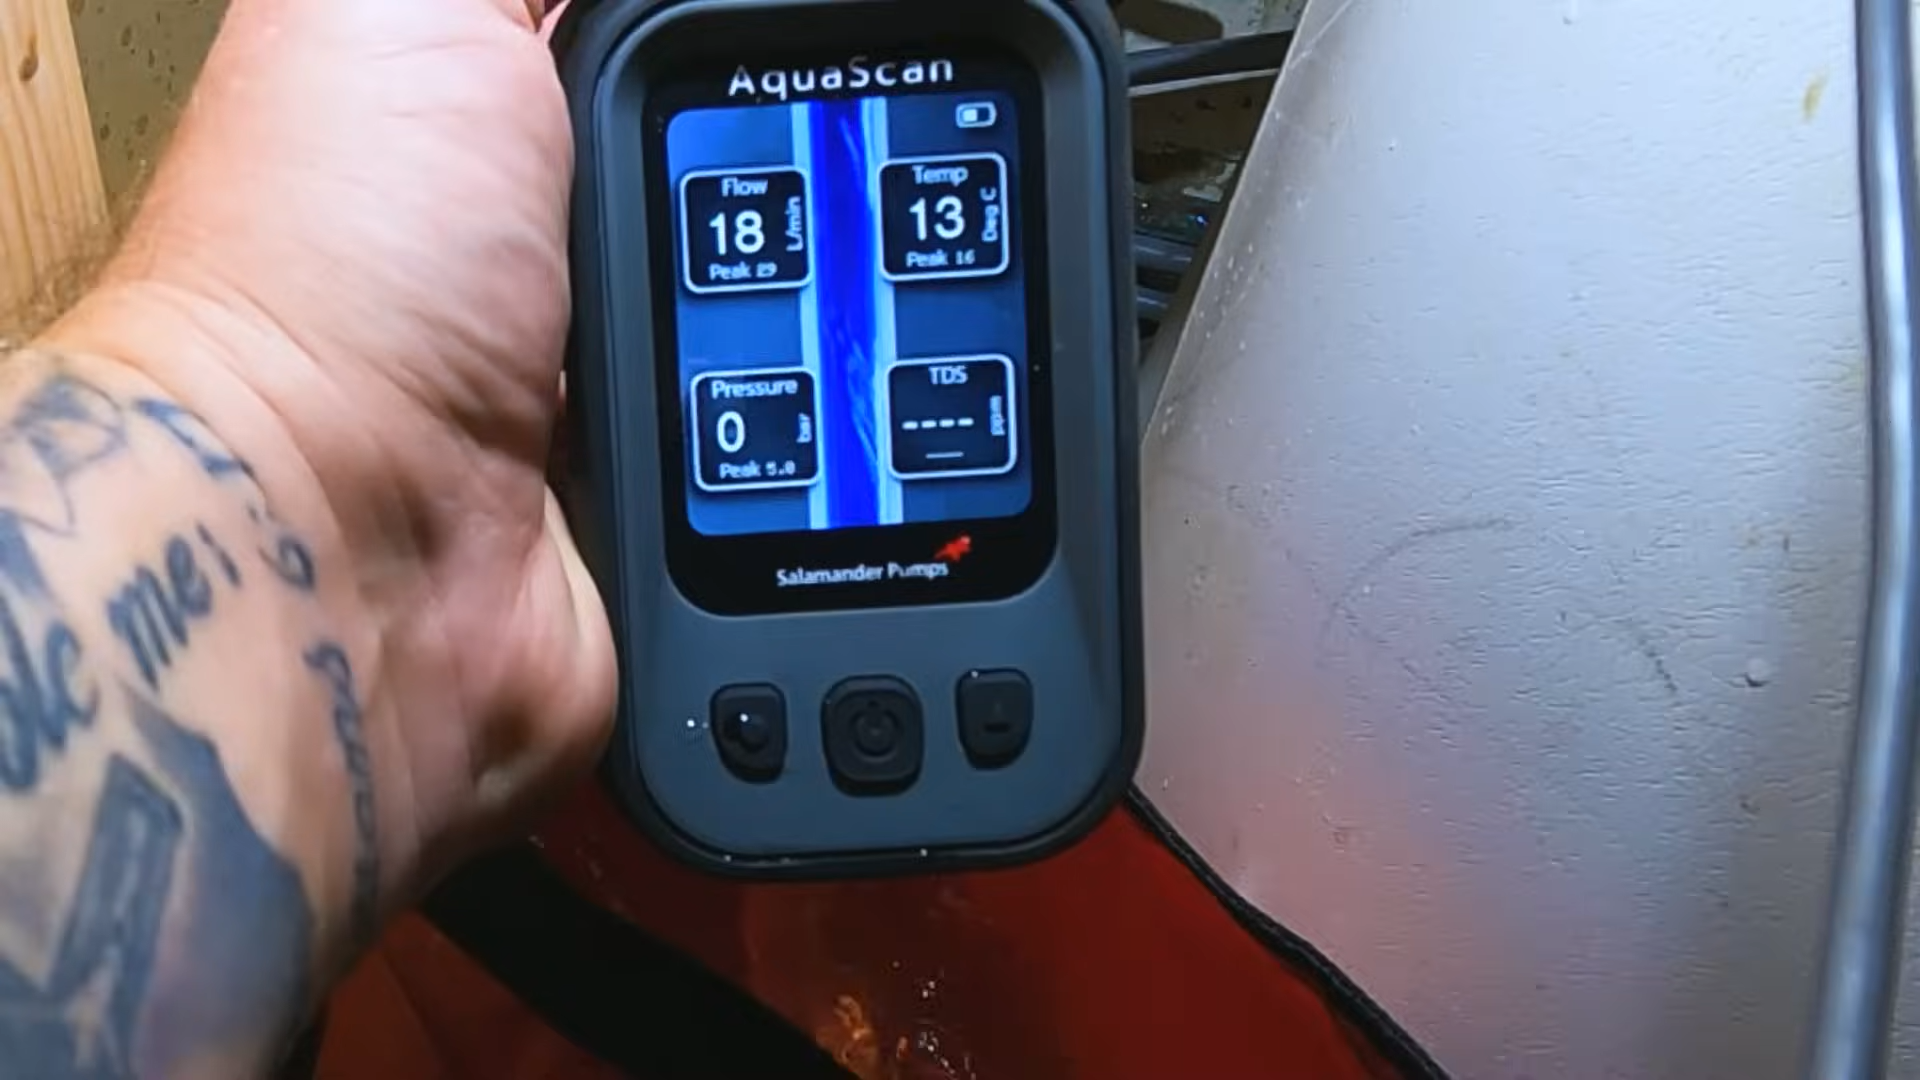 AquaScan
Flow
18 L/min
Peak 29
Temp
13 Deg C
Peak 16
Pressure
0 bar
Peak 5.0
TDS
---- ppm
Salamander Pumps
me: